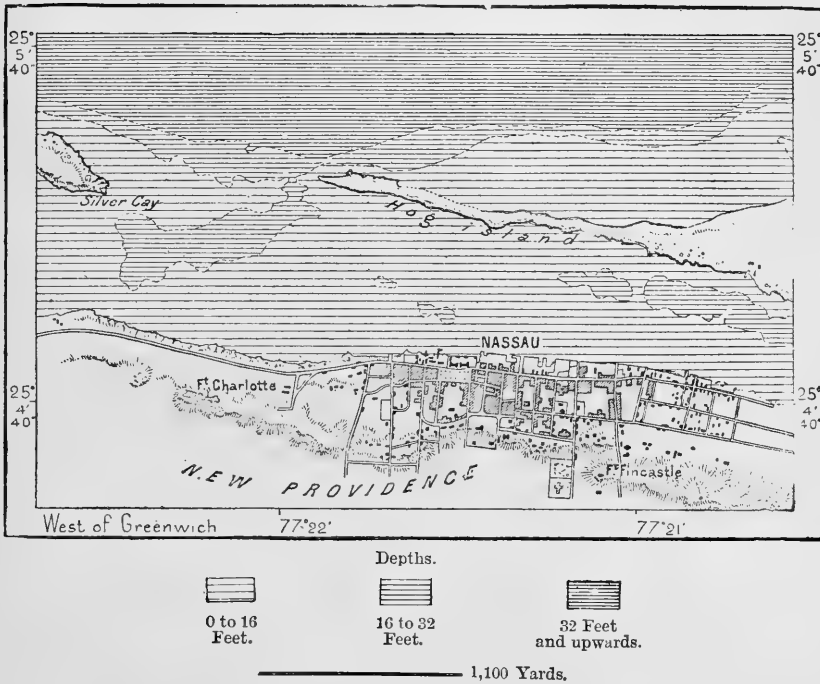 25°
5′
40″
25°
5′
40″
Silver Cay
Hog Island
NASSAU
Ft. Charlotte
25°
4′
40″
25°
4′
40″
Ft. Fincastle
NEW PROVIDENCE
West of Greenwich
77°22′
77°21′
Depths.
0 to 16
Feet.
16 to 32
Feet.
32 Feet
and upwards.
1,100 Yards.